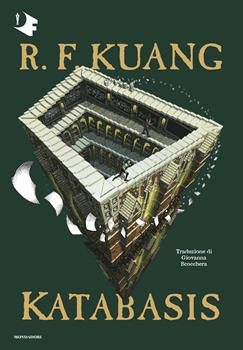 R. F. KUANG
Traduzione di
Giovanna
Scocchera
KATABASIS
MONDADORI